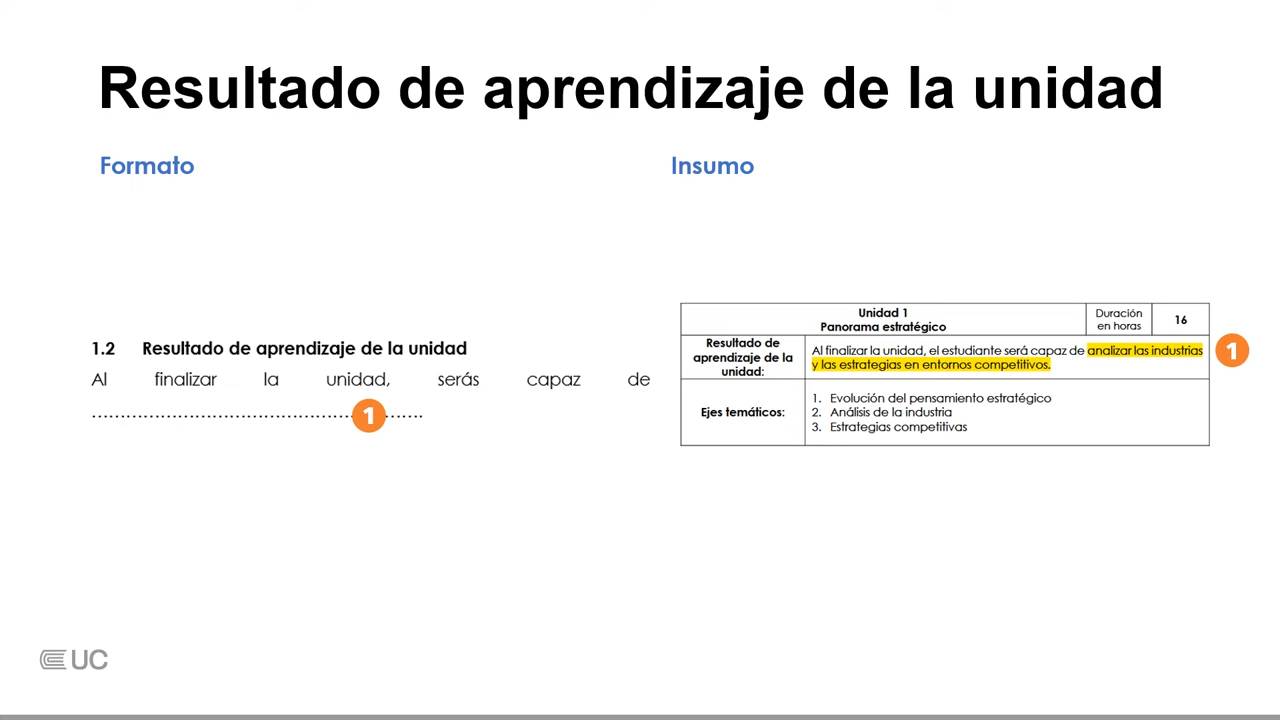 Resultado de aprendizaje de la unidad
Formato
Insumo
1.2 Resultado de aprendizaje de la unidad
Al finalizar la unidad, serás capaz de
..........................................................
1
Unidad 1
Panorama estratégico
Duración
en horas
16
Resultado de
aprendizaje de la
unidad:
Al finalizar la unidad, el estudiante será capaz de analizar las industrias
y las estrategias en entornos competitivos.
1
Ejes temáticos:
1. Evolución del pensamiento estratégico
2. Análisis de la industria
3. Estrategias competitivas
UC